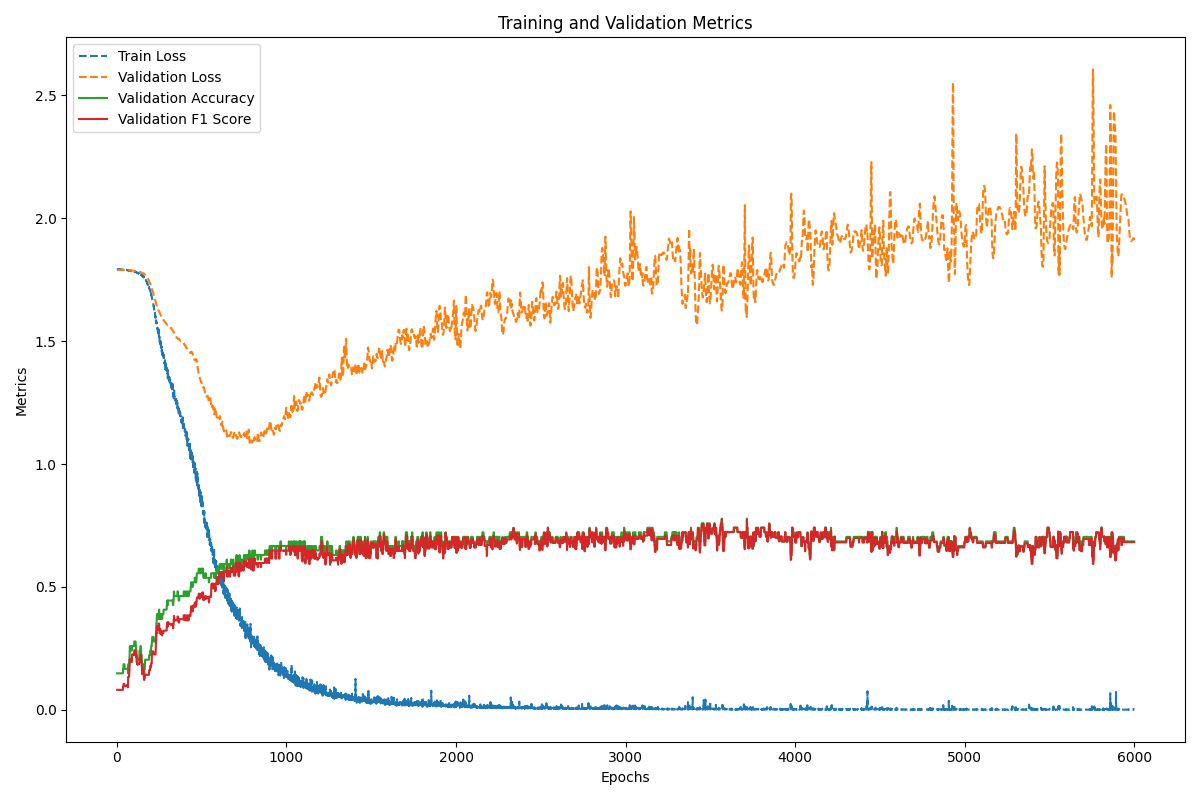 Training and Validation Metrics
Train Loss
Validation Loss
Validation Accuracy
Validation F1 Score
2.5
2.0
1.5
1.0
0.5
0.0
Metrics
0 1000 2000 3000 4000 5000 6000
Epochs